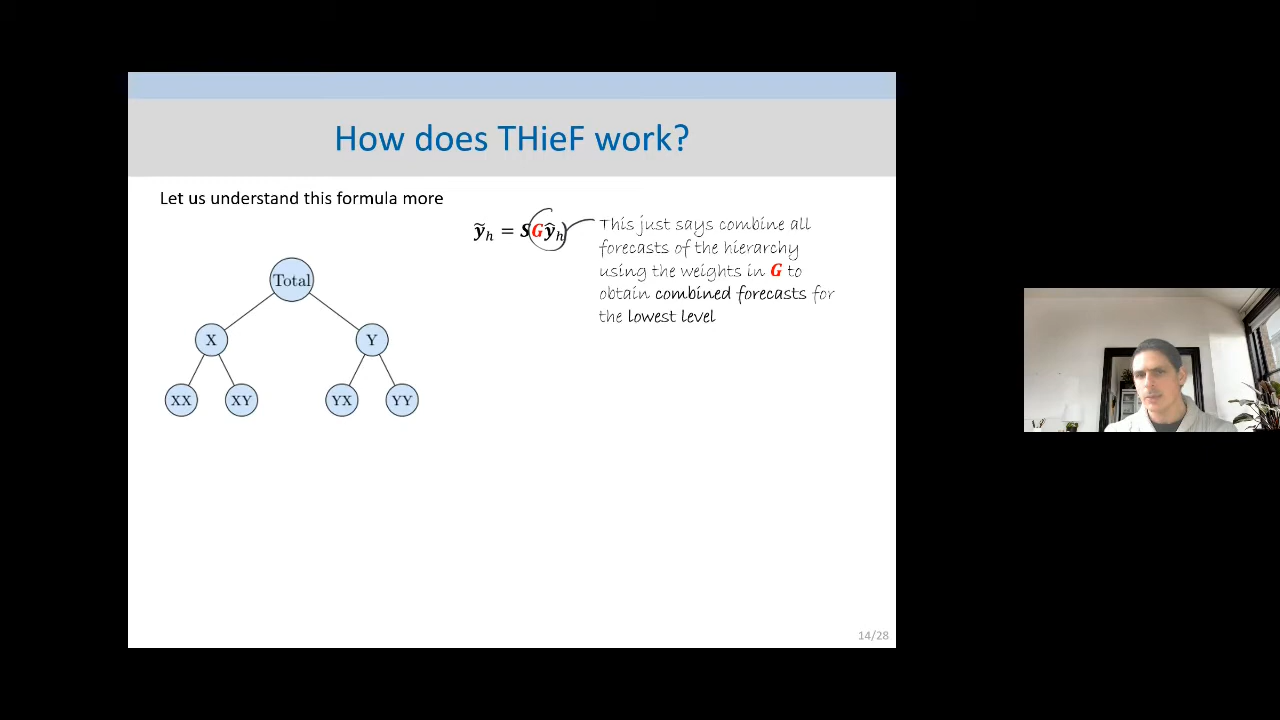 How does THieF work?
Let us understand this formula more
ỹₕ = SGŷₕ
This just says combine all
forecasts of the hierarchy
using the weights in G to
obtain combined forecasts for
the lowest level
Total
X
Y
XX
XY
YX
YY
14/28